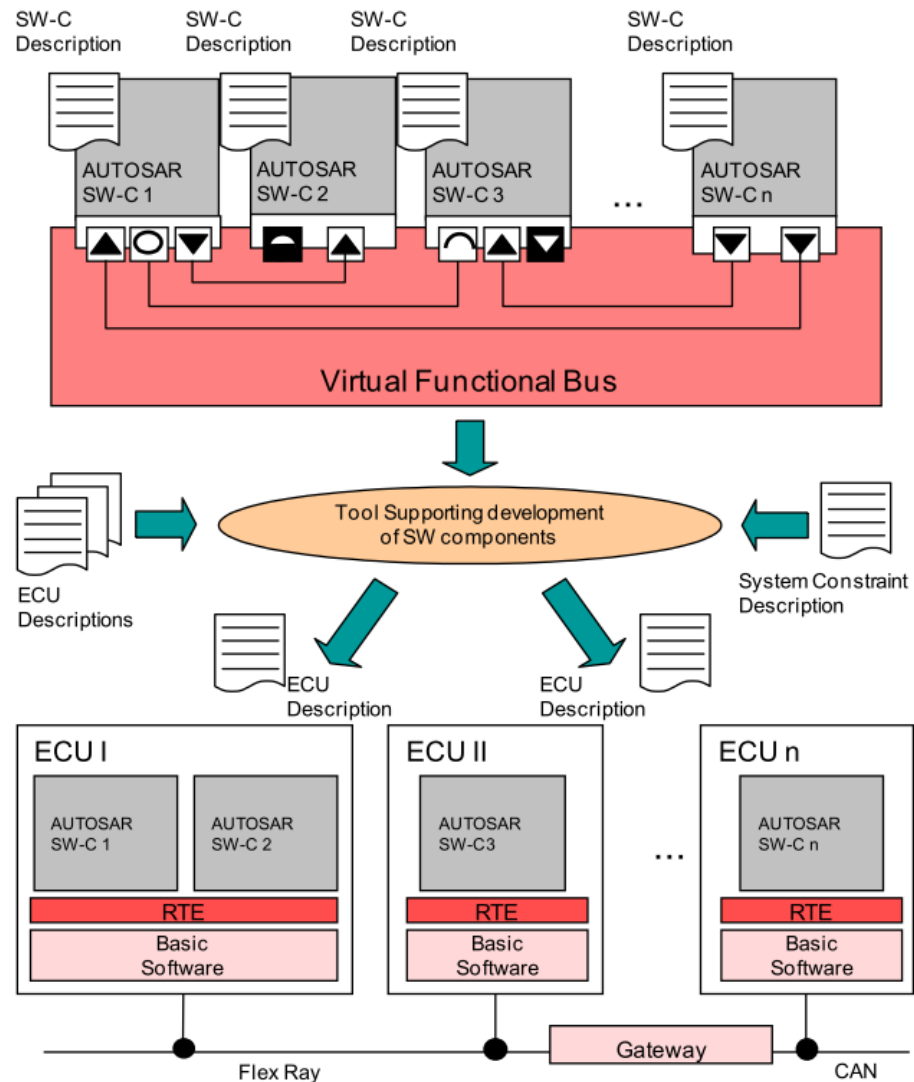 SW-C
Description
SW-C
Description
SW-C
Description
SW-C
Description
AUTOSAR
SW-C 1
AUTOSAR
SW-C 2
AUTOSAR
SW-C 3
...
AUTOSAR
SW-C n
Virtual Functional Bus
Tool Supporting development
of SW components
ECU
Descriptions
System Constraint
Description
ECU
Description
ECU
Description
ECU I
AUTOSAR
SW-C 1
AUTOSAR
SW-C 2
RTE
Basic
Software
ECU II
AUTOSAR
SW-C3
RTE
Basic
Software
...
ECU n
AUTOSAR
SW-C n
RTE
Basic
Software
Flex Ray
Gateway
CAN